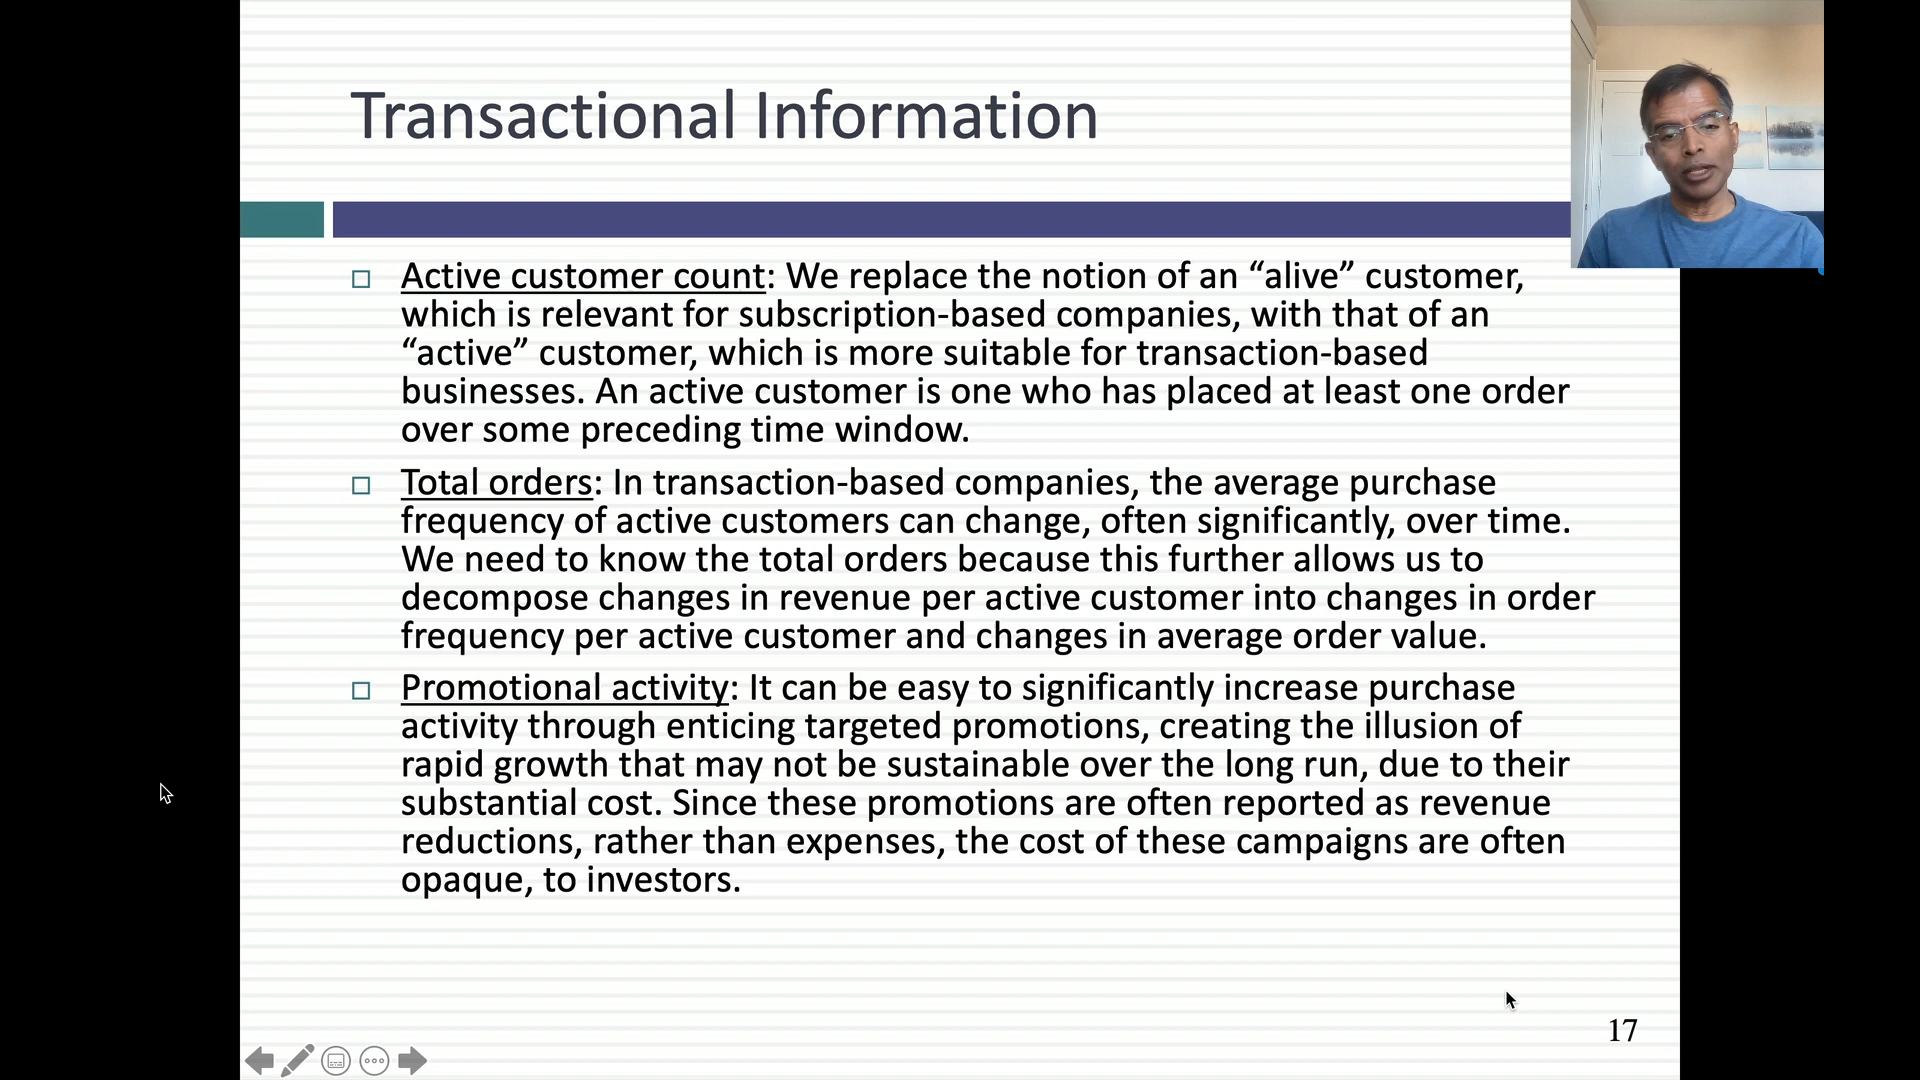 Transactional Information
Active customer count: We replace the notion of an “alive” customer,
which is relevant for subscription-based companies, with that of an
“active” customer, which is more suitable for transaction-based
businesses. An active customer is one who has placed at least one order
over some preceding time window.
Total orders: In transaction-based companies, the average purchase
frequency of active customers can change, often significantly, over time.
We need to know the total orders because this further allows us to
decompose changes in revenue per active customer into changes in order
frequency per active customer and changes in average order value.
Promotional activity: It can be easy to significantly increase purchase
activity through enticing targeted promotions, creating the illusion of
rapid growth that may not be sustainable over the long run, due to their
substantial cost. Since these promotions are often reported as revenue
reductions, rather than expenses, the cost of these campaigns are often
opaque, to investors.
17